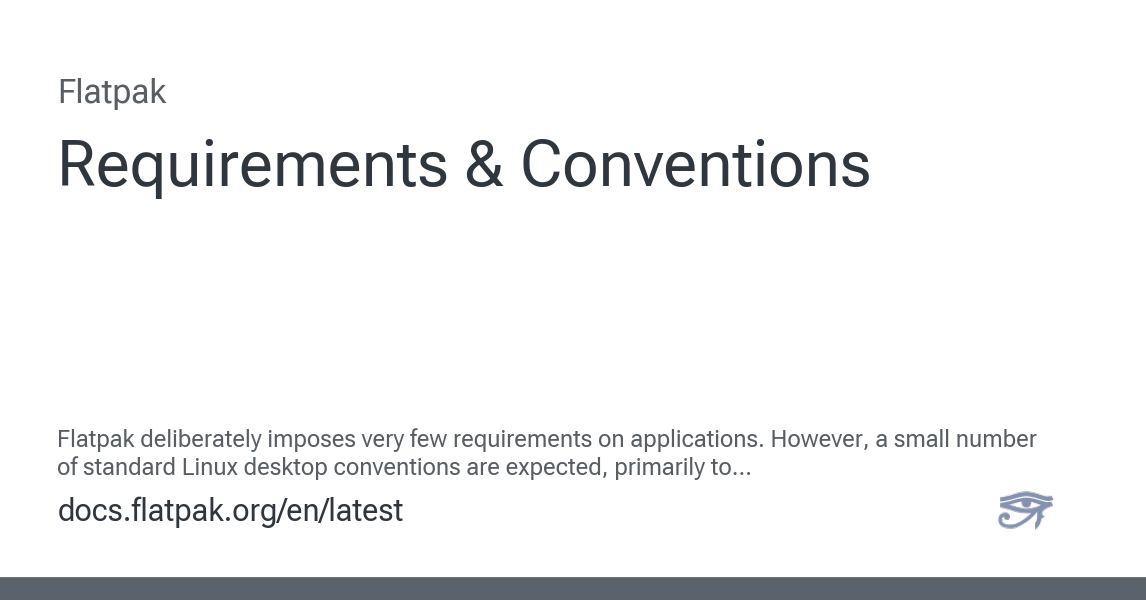 Flatpak
Requirements & Conventions
Flatpak deliberately imposes very few requirements on applications. However, a small number
of standard Linux desktop conventions are expected, primarily to...
docs.flatpak.org/en/latest